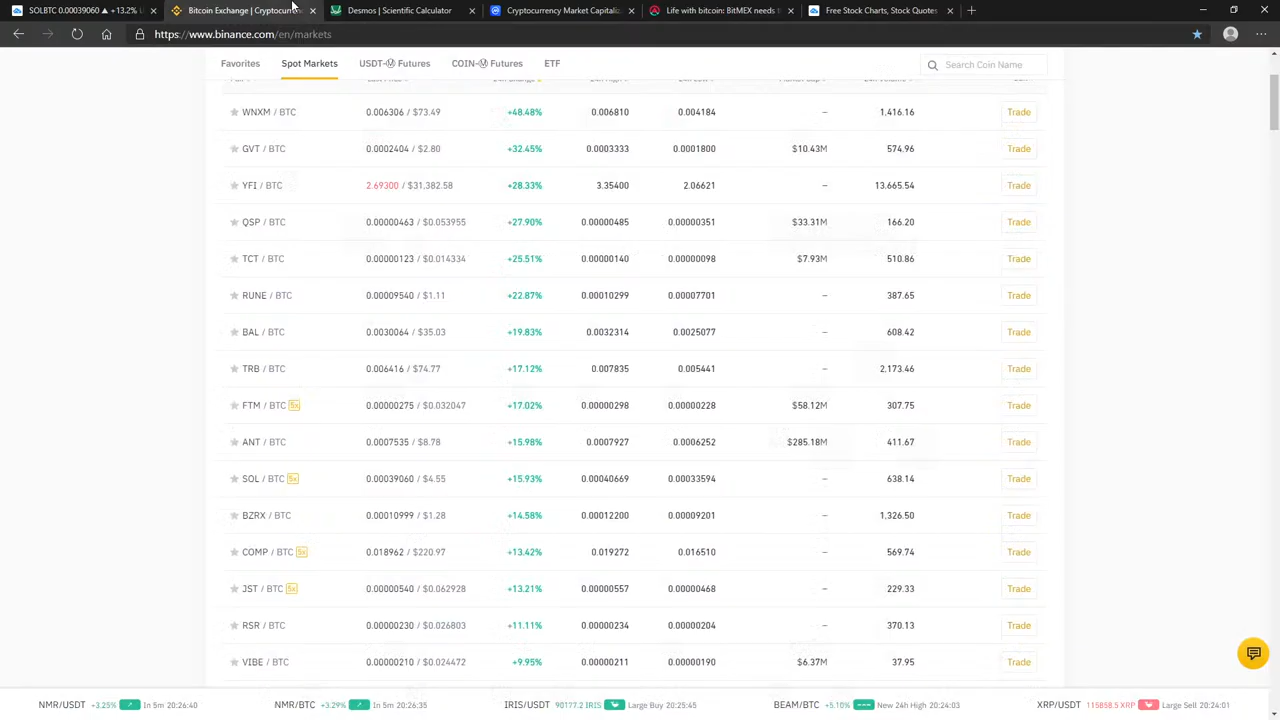 SOLBTC 0.00039060 ▲ +13.2% U
Bitcoin Exchange | Cryptocurr
Desmos | Scientific Calculator
Cryptocurrency Market Capitaliz
Life with bitcoin: BitMEX needs t
Free Stock Charts, Stock Quotes
https://www.binance.com/en/markets
Favorites Spot Markets USDT-Ⓜ Futures COIN-Ⓜ Futures ETF Search Coin Name
WNXM / BTC 0.006306 / $73.49 +48.48% 0.006810 0.004184 – 1,416.16 Trade
GVT / BTC 0.0002404 / $2.80 +32.45% 0.0003333 0.0001800 $10.43M 574.96 Trade
YFI / BTC 2.69300 / $31,382.58 +28.33% 3.35400 2.06621 – 13,665.54 Trade
QSP / BTC 0.00000463 / $0.053955 +27.90% 0.00000485 0.00000351 $33.31M 166.20 Trade
TCT / BTC 0.00000123 / $0.014334 +25.51% 0.00000140 0.00000098 $7.93M 510.86 Trade
RUNE / BTC 0.00009540 / $1.11 +22.87% 0.00010299 0.00007701 – 387.65 Trade
BAL / BTC 0.0030064 / $35.03 +19.83% 0.0032314 0.0025077 – 608.42 Trade
TRB / BTC 0.006416 / $74.77 +17.12% 0.007835 0.005441 – 2,173.46 Trade
FTM / BTC 5x 0.00000275 / $0.032047 +17.02% 0.00000298 0.00000228 $58.12M 307.75 Trade
ANT / BTC 0.0007535 / $8.78 +15.98% 0.0007927 0.0006252 $285.18M 411.67 Trade
SOL / BTC 5x 0.00039060 / $4.55 +15.93% 0.00040669 0.00033594 – 638.14 Trade
BZRX / BTC 0.00010999 / $1.28 +14.58% 0.00012200 0.00009201 – 1,326.50 Trade
COMP / BTC 5x 0.018962 / $220.97 +13.42% 0.019272 0.016510 – 569.74 Trade
JST / BTC 5x 0.00000540 / $0.062928 +13.21% 0.00000557 0.00000468 – 229.33 Trade
RSR / BTC 0.00000230 / $0.026803 +11.11% 0.00000234 0.00000204 – 370.13 Trade
VIBE / BTC 0.00000210 / $0.024472 +9.95% 0.00000211 0.00000190 $6.37M 37.95 Trade
NMR/USDT +3.25% In 5m 20:26:40 NMR/BTC +3.29% In 5m 20:26:35 IRIS/USDT 90177.2 IRIS Large Buy 20:25:45 BEAM/BTC +5.10% New 24h High 20:24:03 XRP/USDT 115858.5 XRP Large Sell 20:24:01